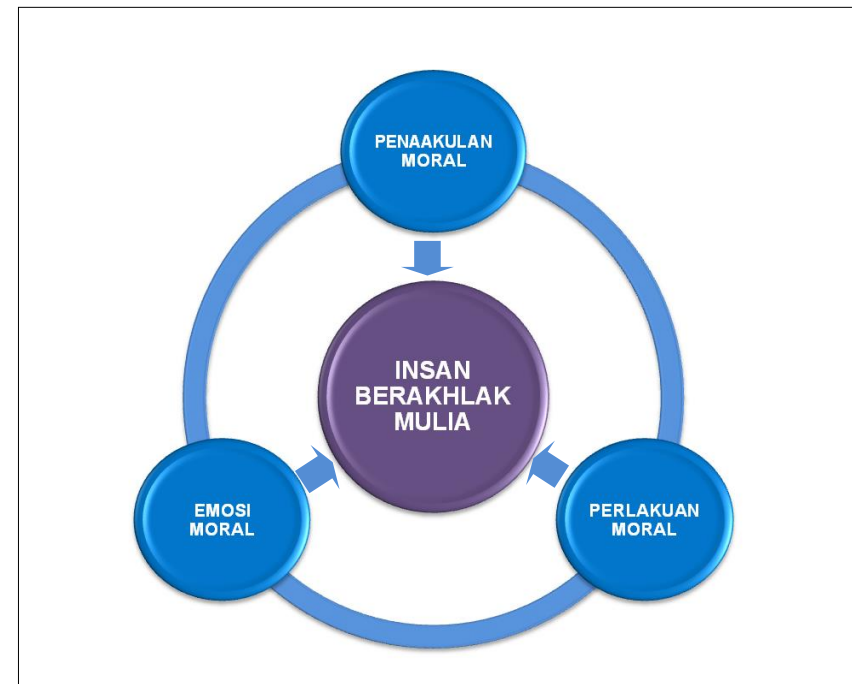 PENAAKULAN
MORAL
INSAN
BERAKHLAK
MULIA
EMOSI
MORAL
PERLAKUAN
MORAL